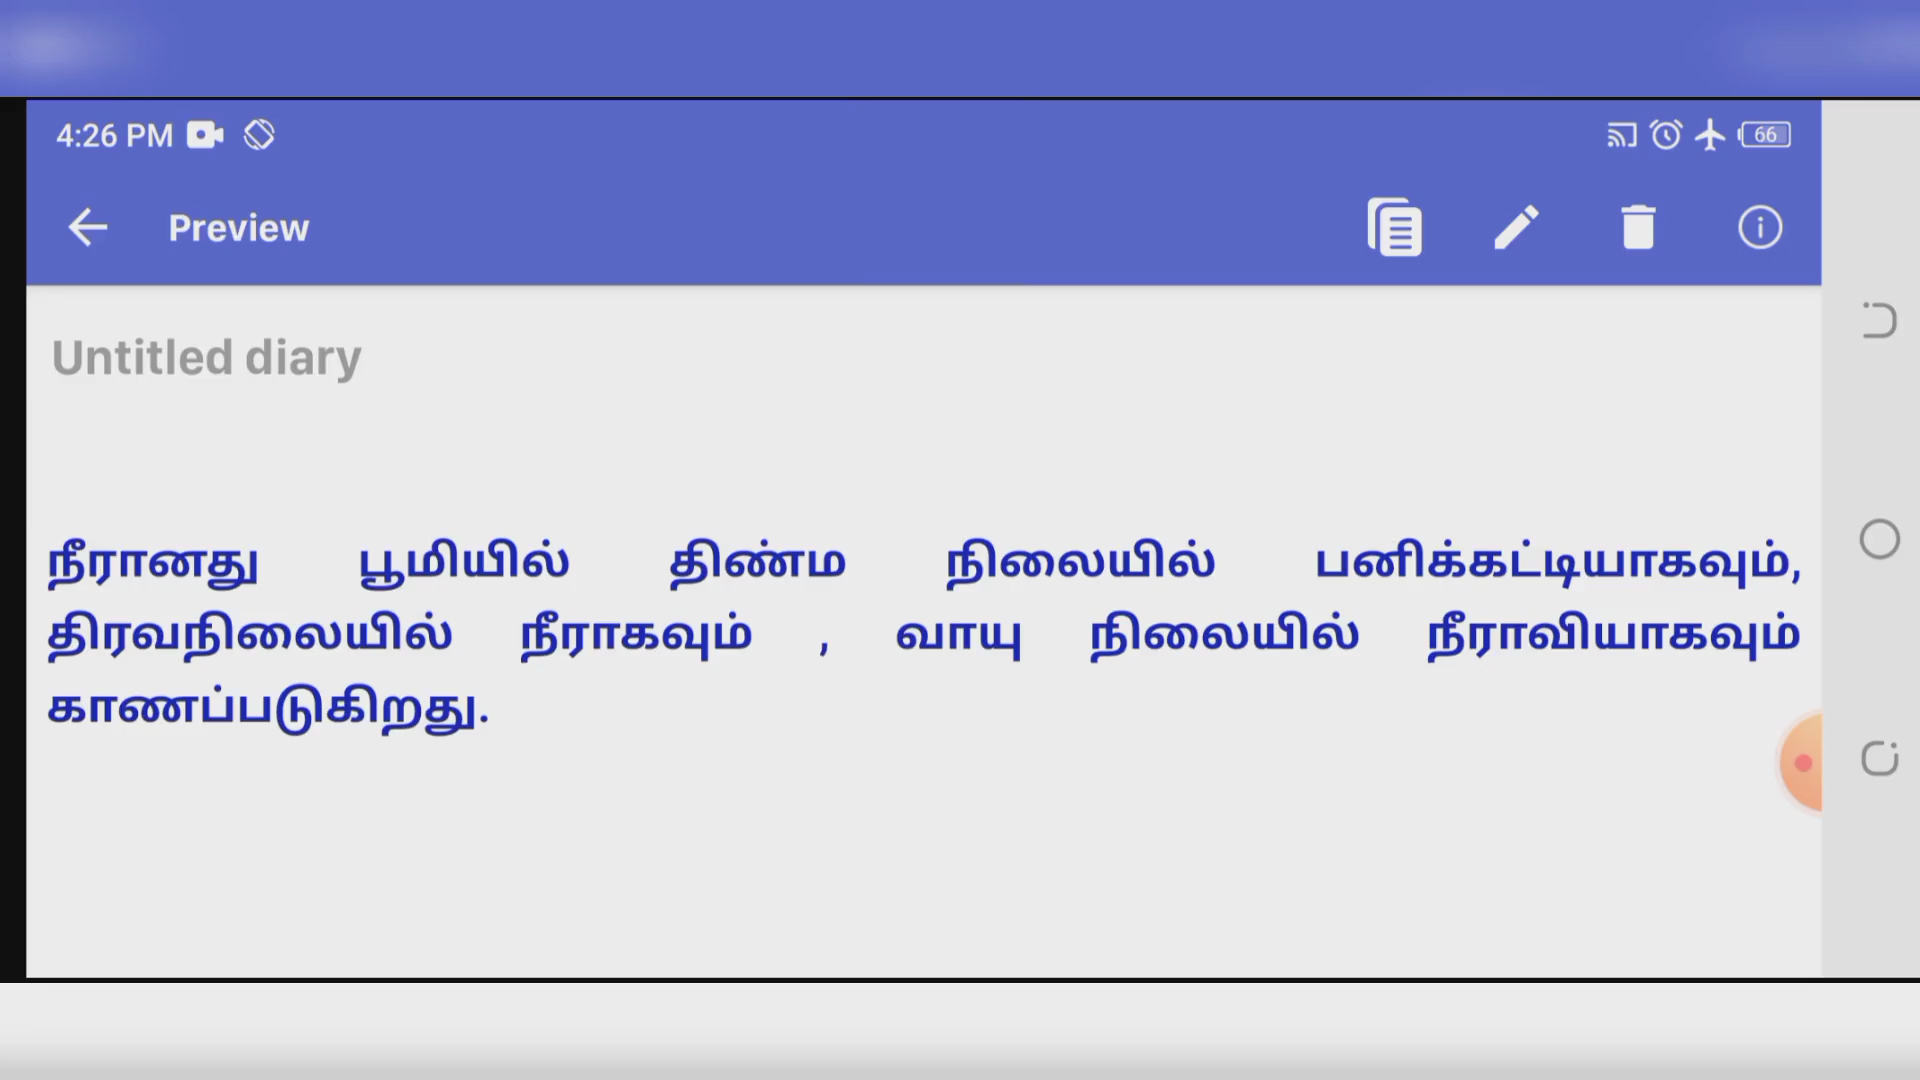 4:26 PM
66
Preview
Untitled diary
நீரானது பூமியில் திண்ம நிலையில் பனிக்கட்டியாகவும்,
திரவநிலையில் நீராகவும் , வாயு நிலையில் நீராவியாகவும்
காணப்படுகிறது.